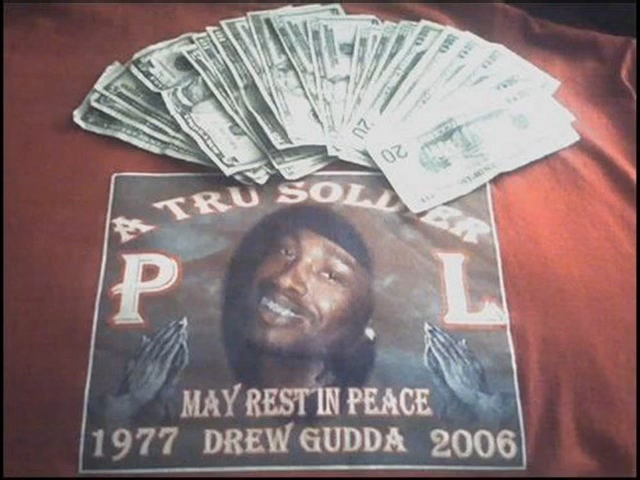 20
20
A TRU SOLDIER
P L
MAY REST IN PEACE
1977 DREW GUDDA 2006